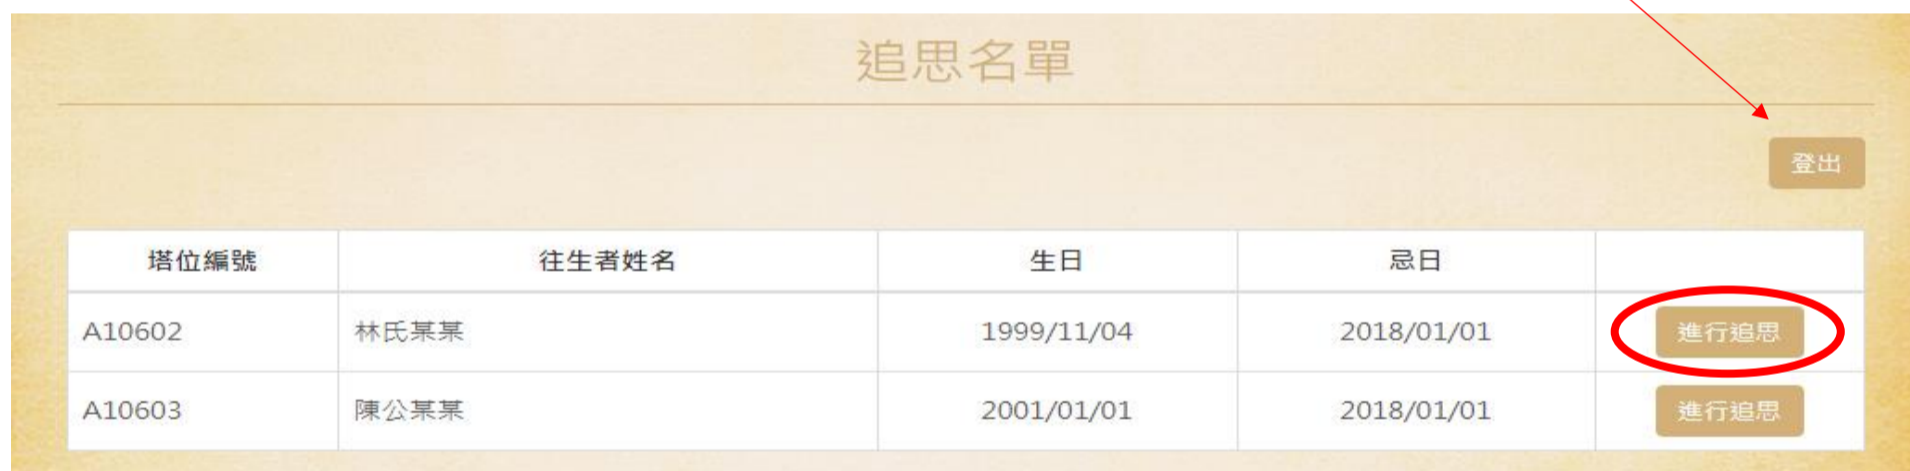 追思名單
登出
塔位編號 往生者姓名 生日 忌日
A10602 林氏某某 1999/11/04 2018/01/01 進行追思
A10603 陳公某某 2001/01/01 2018/01/01 進行追思